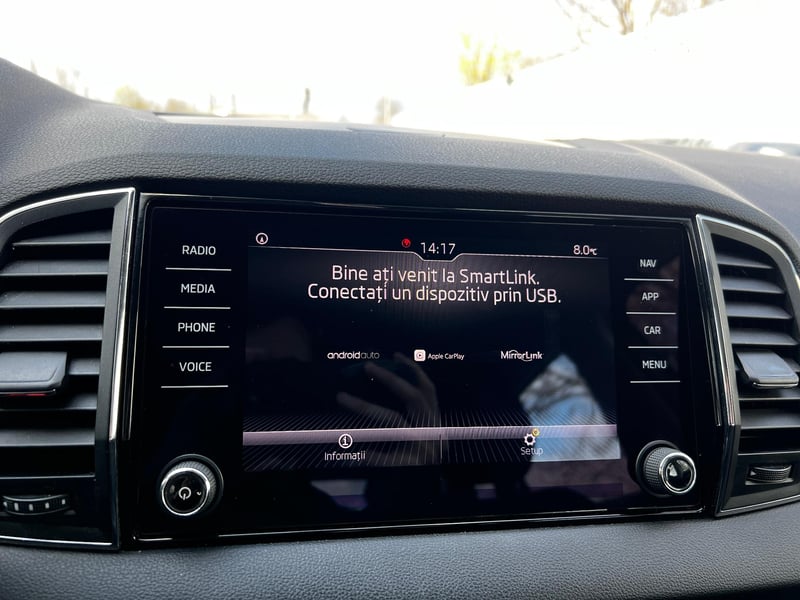 RADIO
MEDIA
PHONE
VOICE
14:17
8.0°C
Bine ați venit la SmartLink.
Conectați un dispozitiv prin USB.
androidauto
Apple CarPlay
MirrorLink
Informații
Setup
NAV
APP
CAR
MENU